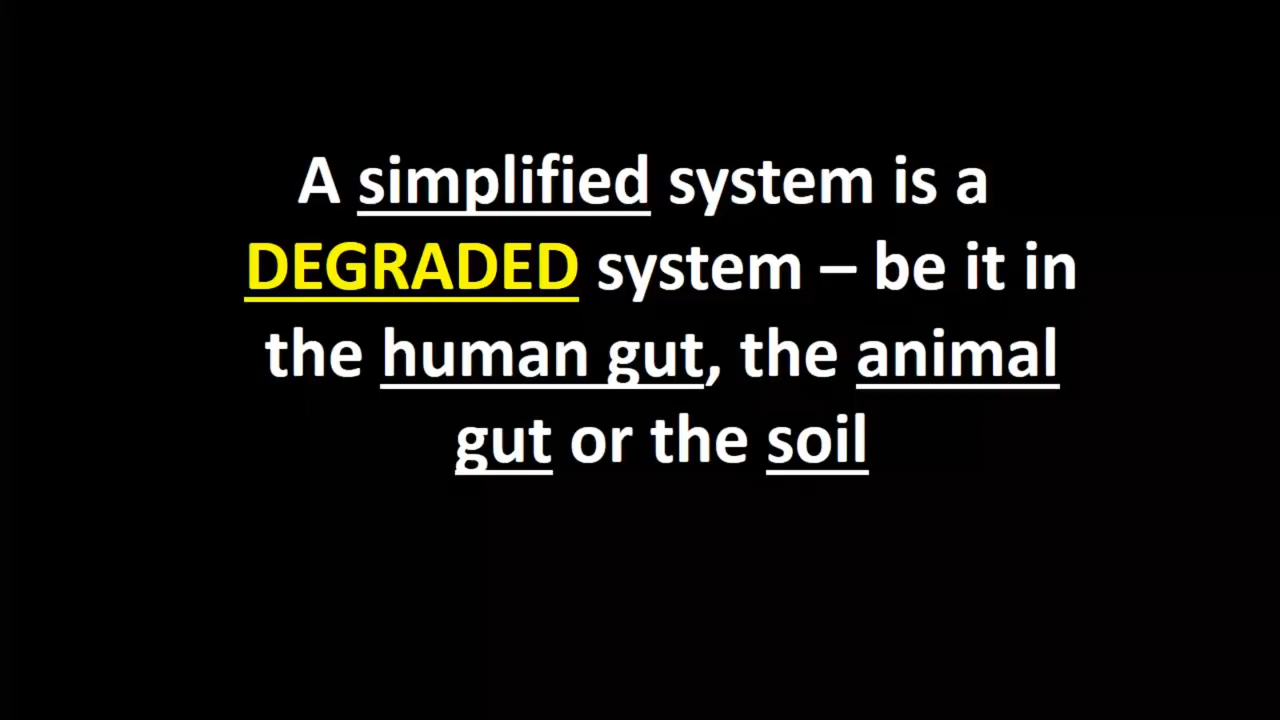 A simplified system is a
DEGRADED system – be it in
the human gut, the animal
gut or the soil